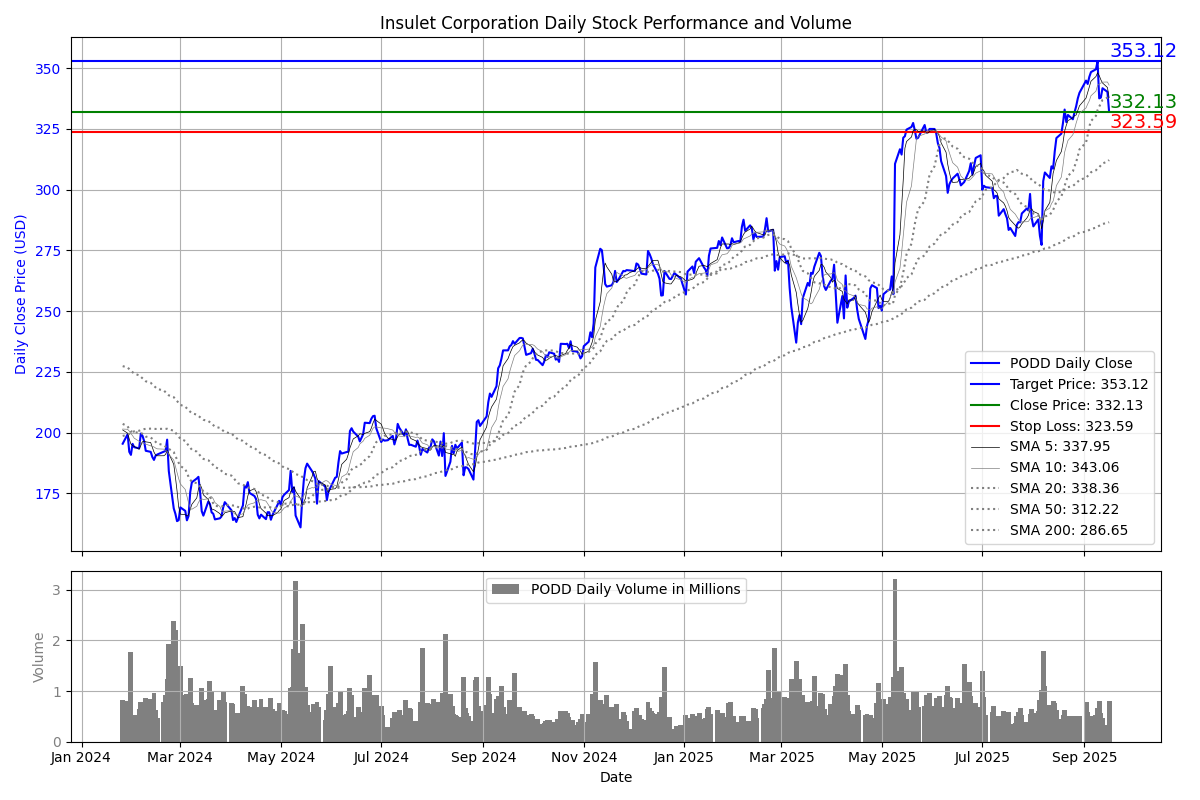 Insulet Corporation Daily Stock Performance and Volume
353.12
332.13
323.59
350
325
300
275
250
225
200
175
Daily Close Price (USD)
PODD Daily Close
Target Price: 353.12
Close Price: 332.13
Stop Loss: 323.59
SMA 5: 337.95
SMA 10: 343.06
SMA 20: 338.36
SMA 50: 312.22
SMA 200: 286.65
PODD Daily Volume in Millions
3
2
1
0
Volume
Jan 2024 Mar 2024 May 2024 Jul 2024 Sep 2024 Nov 2024 Jan 2025 Mar 2025 May 2025 Jul 2025 Sep 2025
Date